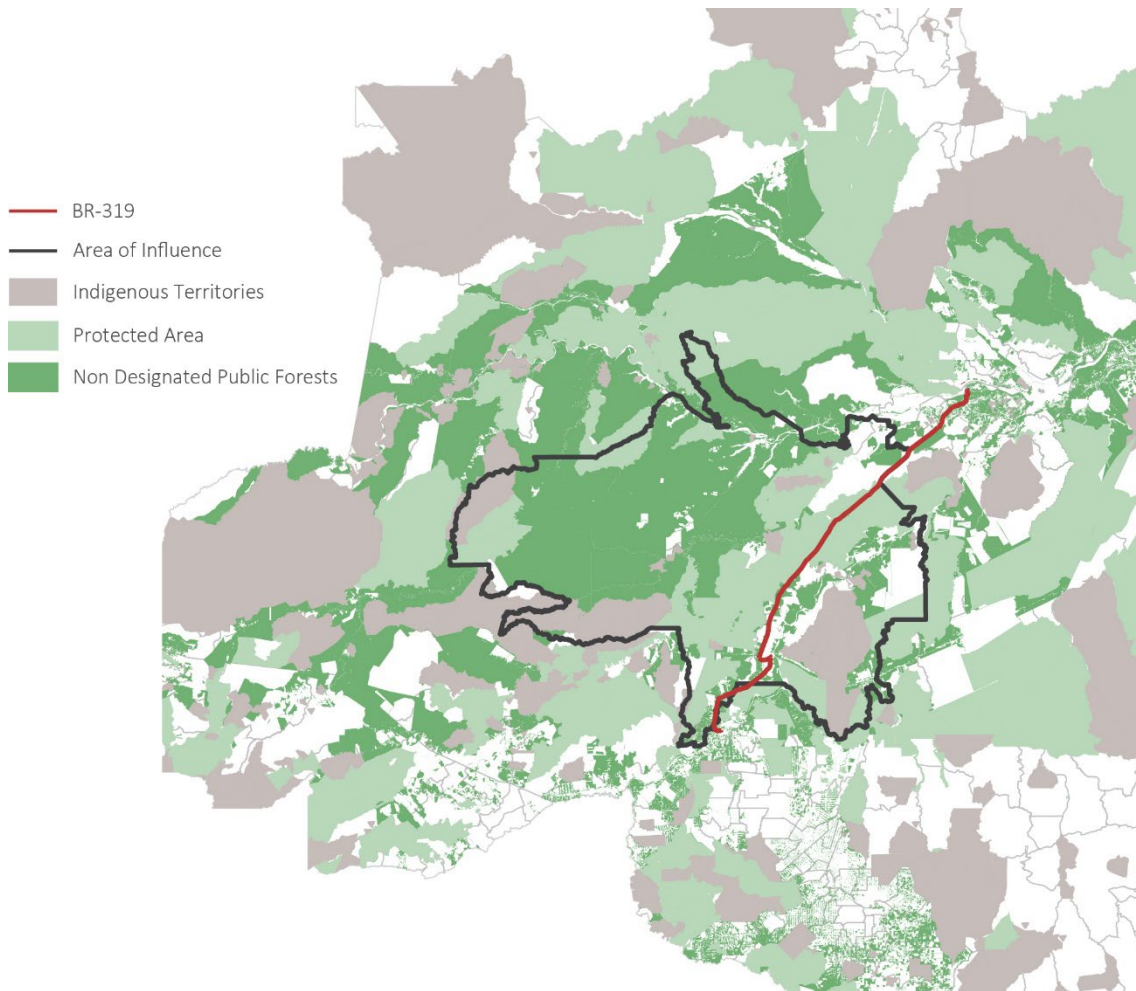 BR-319
Area of Influence
Indigenous Territories
Protected Area
Non Designated Public Forests